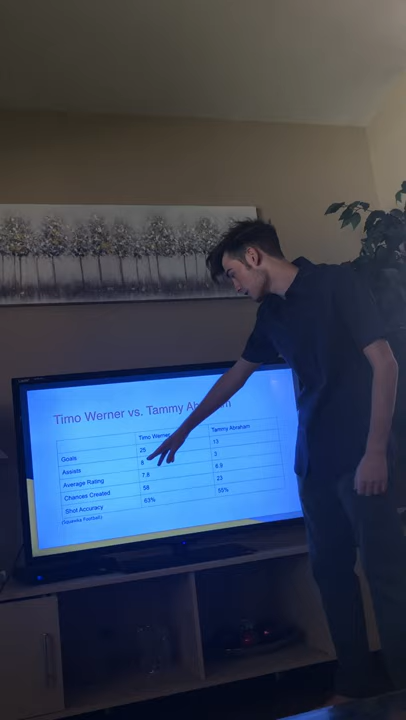 Timo Werner vs. Tammy Abraham
Timo Werner Tammy Abraham
Goals 25 13
Assists 8 3
Average Rating 7.8 6.9
Chances Created 58 23
Shot Accuracy 63% 55%
(Squawka Football)